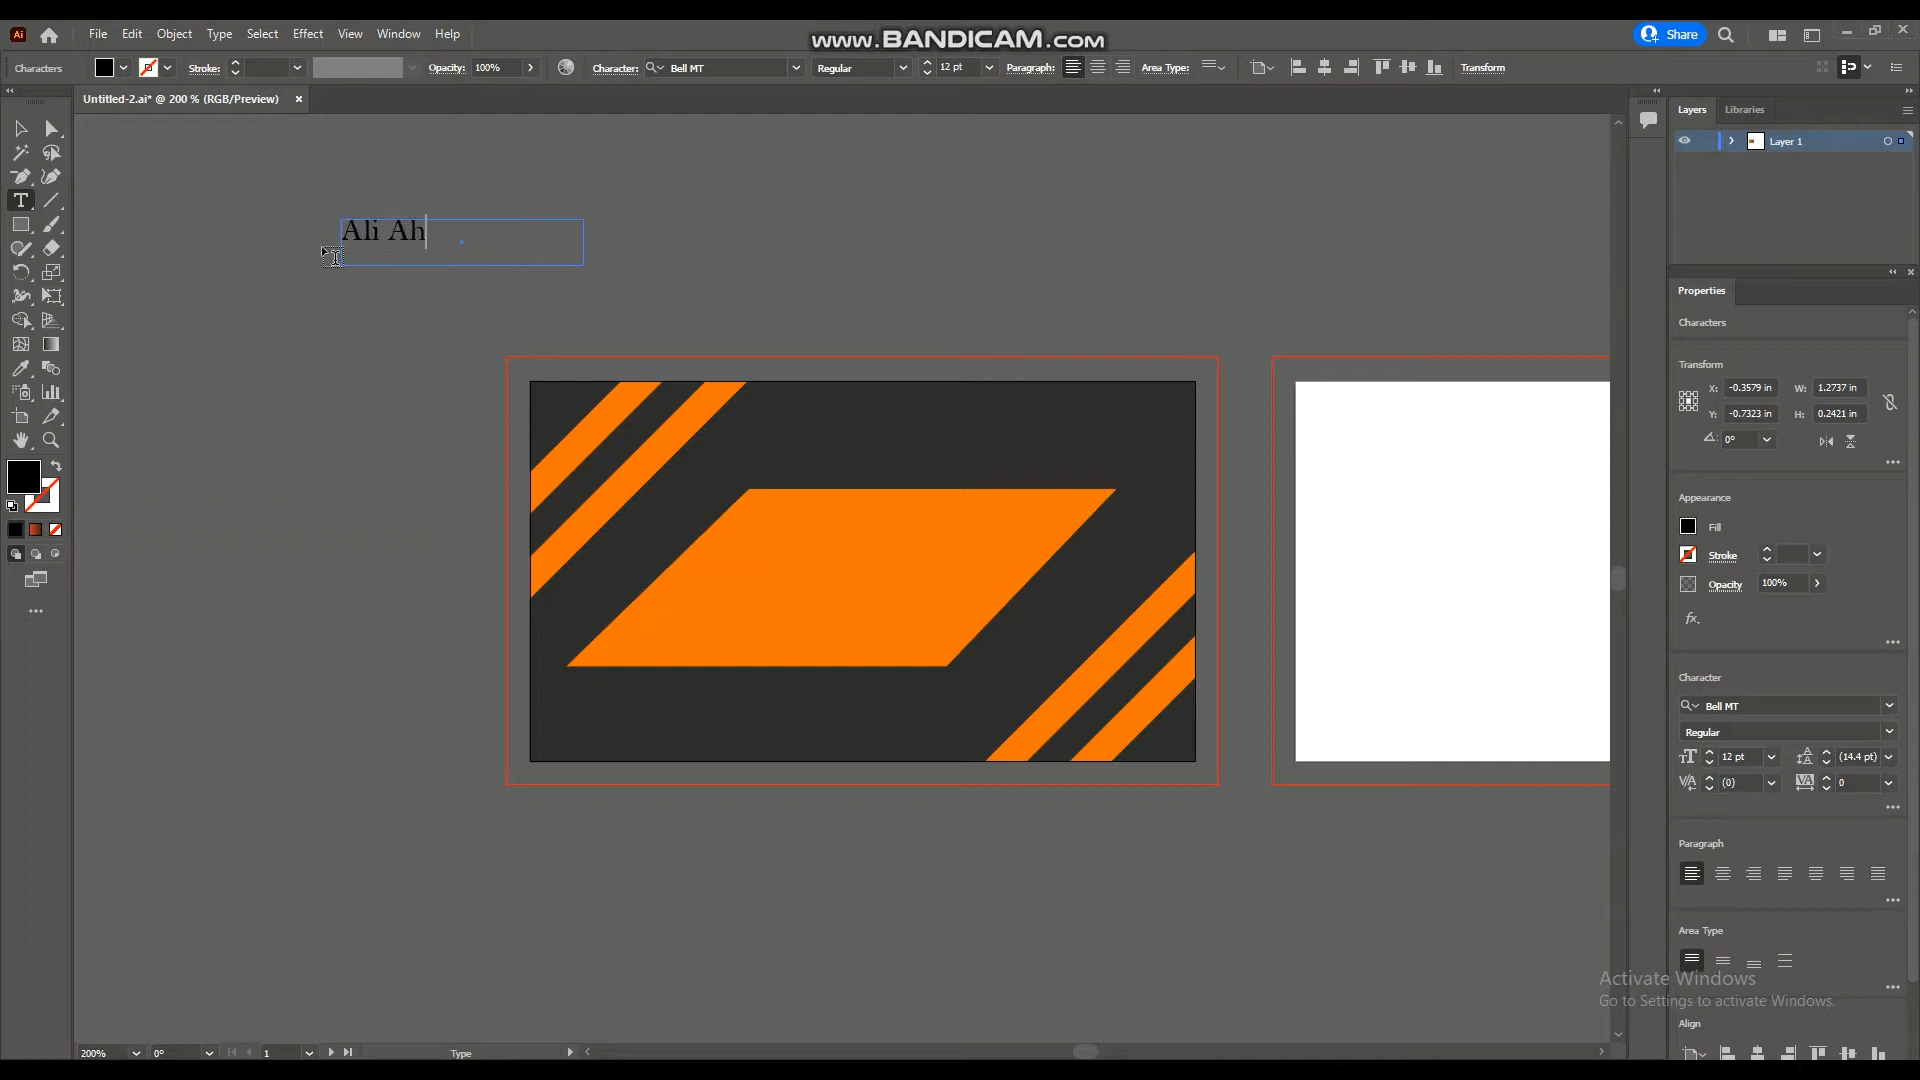 www.BANDICAM.COM
Ai File Edit Object Type Select Effect View Window Help Share
Characters Stroke: Opacity: 100% Character: Bell MT Regular 12 pt Paragraph: Area Type: Transform
Untitled-2.ai* @ 200 % (RGB/Preview) ×
Layers Libraries
Layer 1
Ali Ah
Properties
Characters
Transform
X: -0.3579 in W: 1.2737 in
Y: -0.7323 in H: 0.2421 in
0°
Appearance
Fill
Stroke
Opacity 100%
fx.
Character
Bell MT
Regular
12 pt (14.4 pt)
(0) 0
Paragraph
Area Type
Activate Windows
Go to Settings to activate Windows.
Align
200% 0° 1 Type